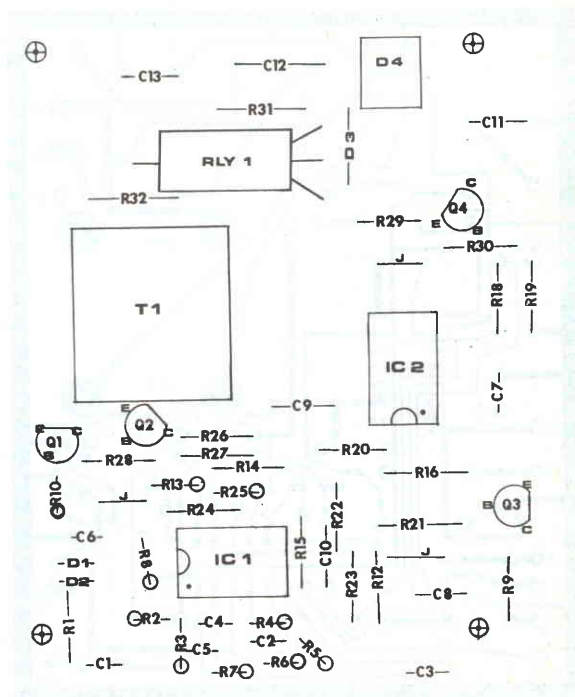 C12
D4
C13
R31
C11
D3
RLY 1
R32
C
Q4
E
B
R29
R30
J
R18
R19
T1
IC 2
C7
C9
E
Q2
B
C
E
C
Q1
B
R26
R27
R28
R14
R20
R16
R13
R25
R10
J
R24
R22
R21
E
B
Q3
C
C6
D1
D2
R8
IC 1
R15
C10
J
R23
R12
R9
C8
R1
R2
R3
C4
R4
C2
C5
C1
R7
R6
R5
C3